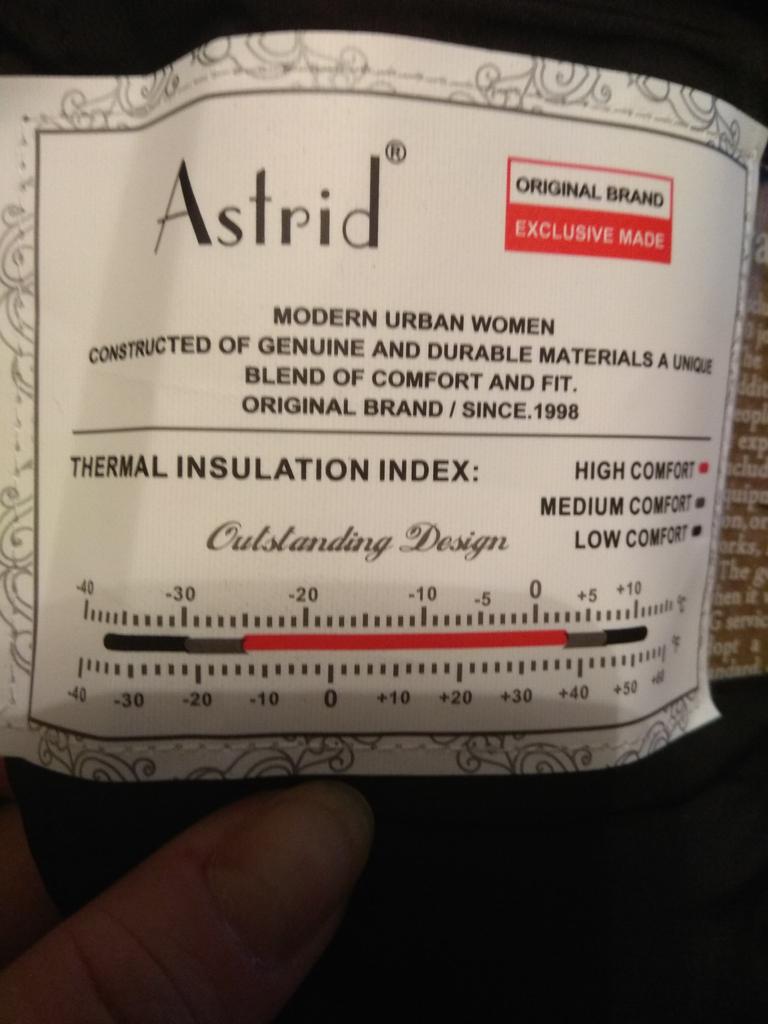 Astrid®
ORIGINAL BRAND
EXCLUSIVE MADE
MODERN URBAN WOMEN
CONSTRUCTED OF GENUINE AND DURABLE MATERIALS A UNIQUE
BLEND OF COMFORT AND FIT.
ORIGINAL BRAND / SINCE.1998
THERMAL INSULATION INDEX:
HIGH COMFORT
MEDIUM COMFORT
LOW COMFORT
Outstanding Design
-40 -30 -20 -10 -5 0 +5 +10 °C
-40 -30 -20 -10 0 +10 +20 +30 +40 +50 +60 °F